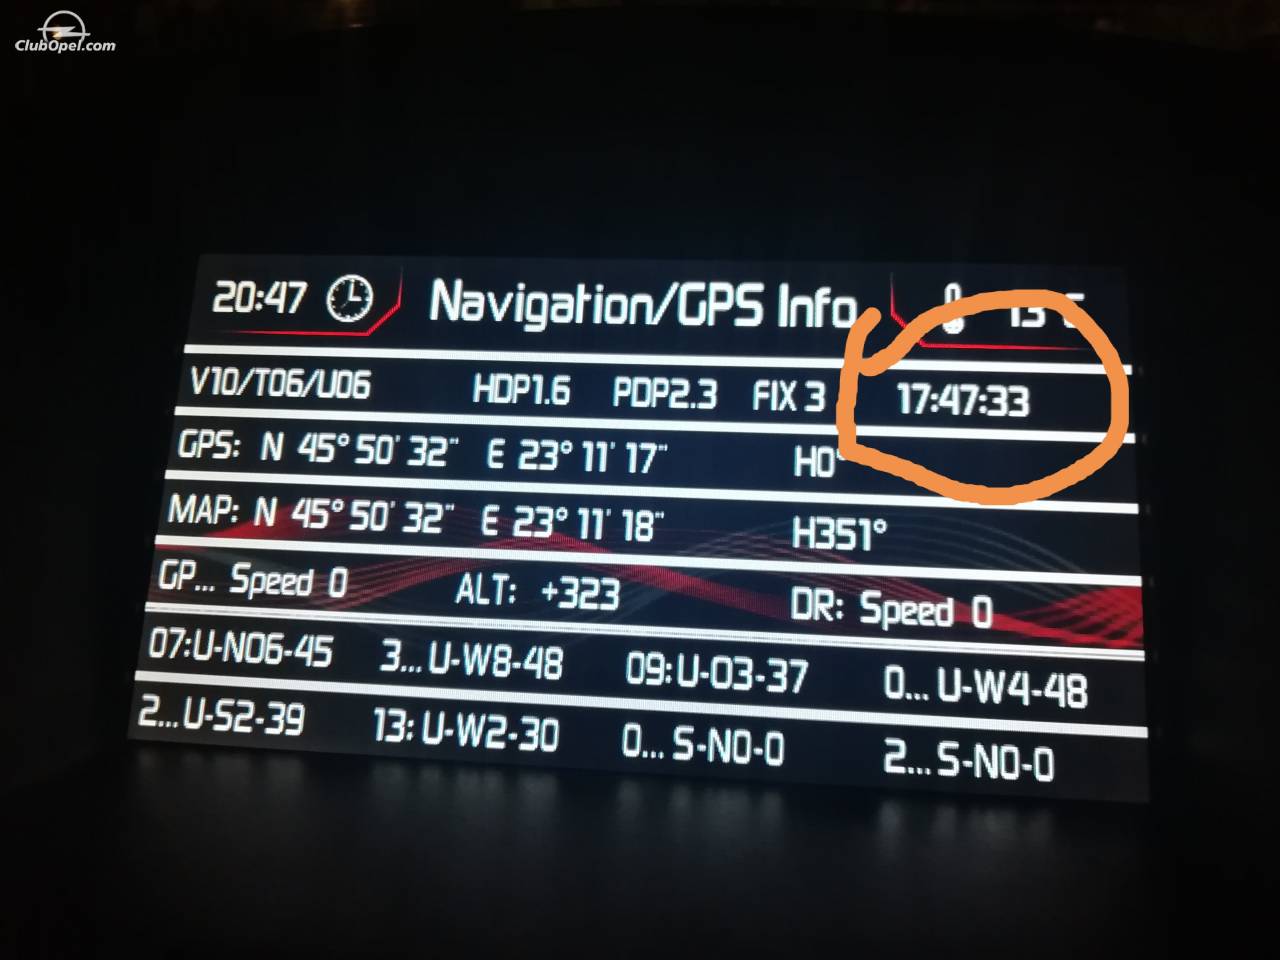 ClubOpel.com
20:47 Navigation/GPS Info
V10/T06/U06 HDP1.6 PDP2.3 FIX 3 17:47:33
GPS: N 45° 50' 32" E 23° 11' 17" H0°
MAP: N 45° 50' 32" E 23° 11' 18" H351°
GP... Speed 0 ALT: +323 DR: Speed 0
07:U-N06-45 3... U-W8-48 09:U-03-37 0... U-W4-48
2... U-S2-39 13: U-W2-30 0... S-N0-0 2... S-N0-0